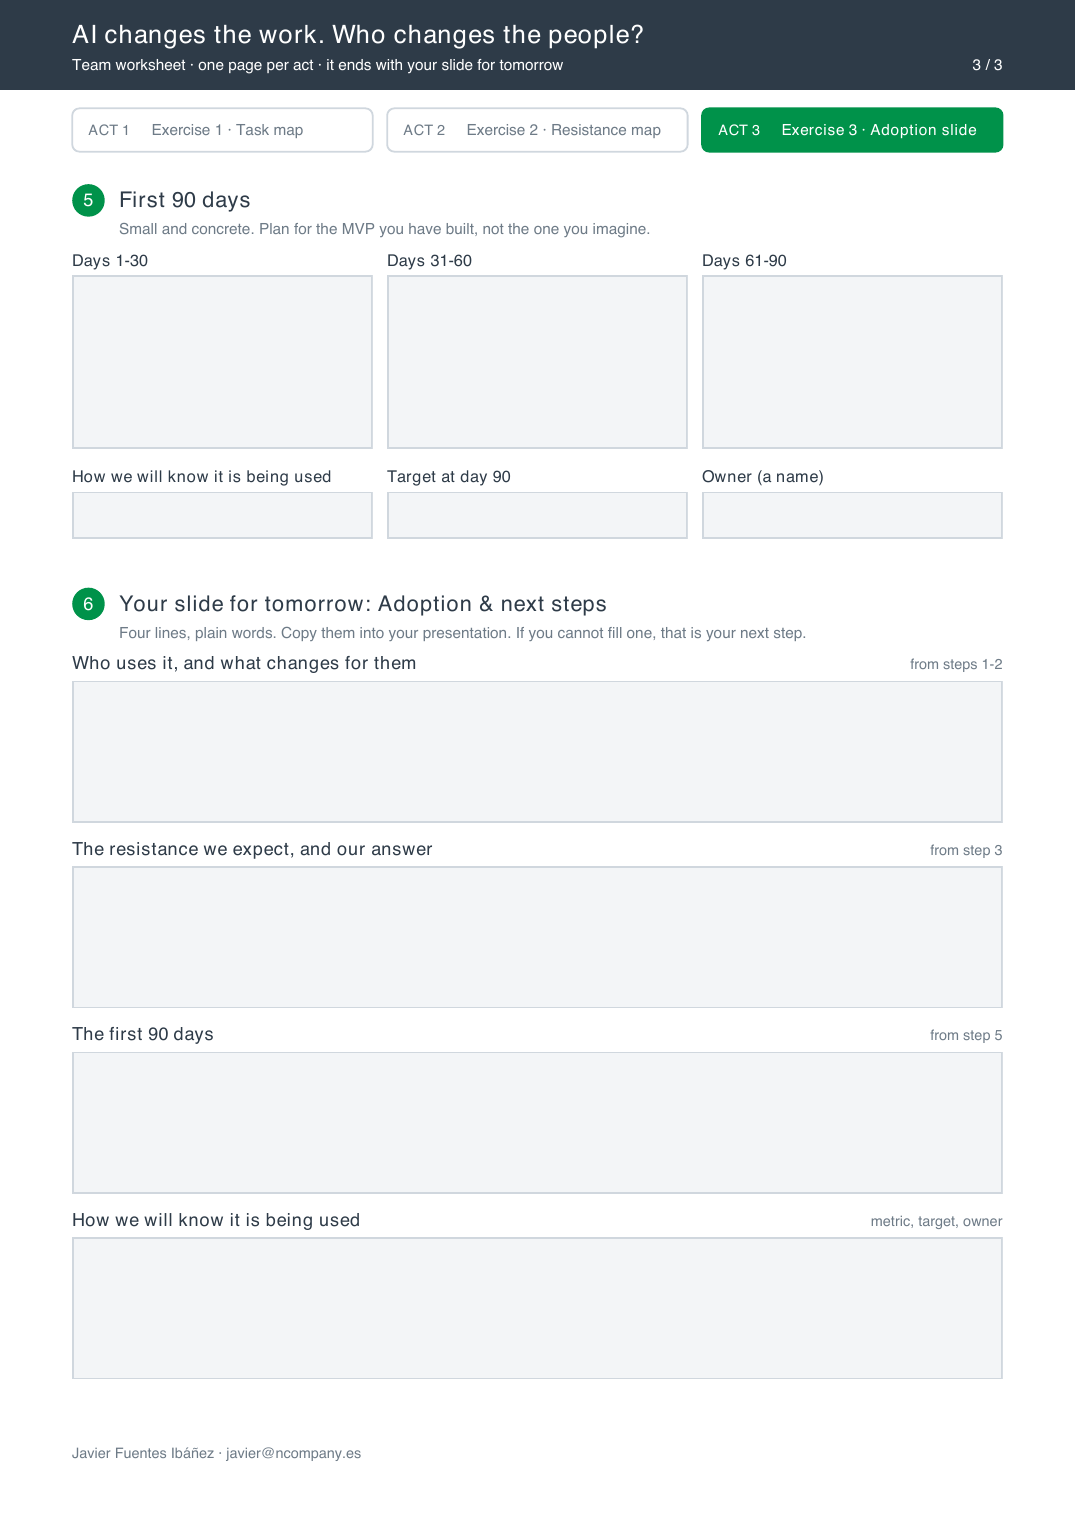 AI changes the work. Who changes the people?
Team worksheet · one page per act · it ends with your slide for tomorrow
3 / 3
ACT 1 Exercise 1 · Task map
ACT 2 Exercise 2 · Resistance map
ACT 3 Exercise 3 · Adoption slide
5 First 90 days
Small and concrete. Plan for the MVP you have built, not the one you imagine.
Days 1-30
Days 31-60
Days 61-90
How we will know it is being used
Target at day 90
Owner (a name)
6 Your slide for tomorrow: Adoption & next steps
Four lines, plain words. Copy them into your presentation. If you cannot fill one, that is your next step.
Who uses it, and what changes for them
from steps 1-2
The resistance we expect, and our answer
from step 3
The first 90 days
from step 5
How we will know it is being used
metric, target, owner
Javier Fuentes Ibáñez · javier@ncompany.es